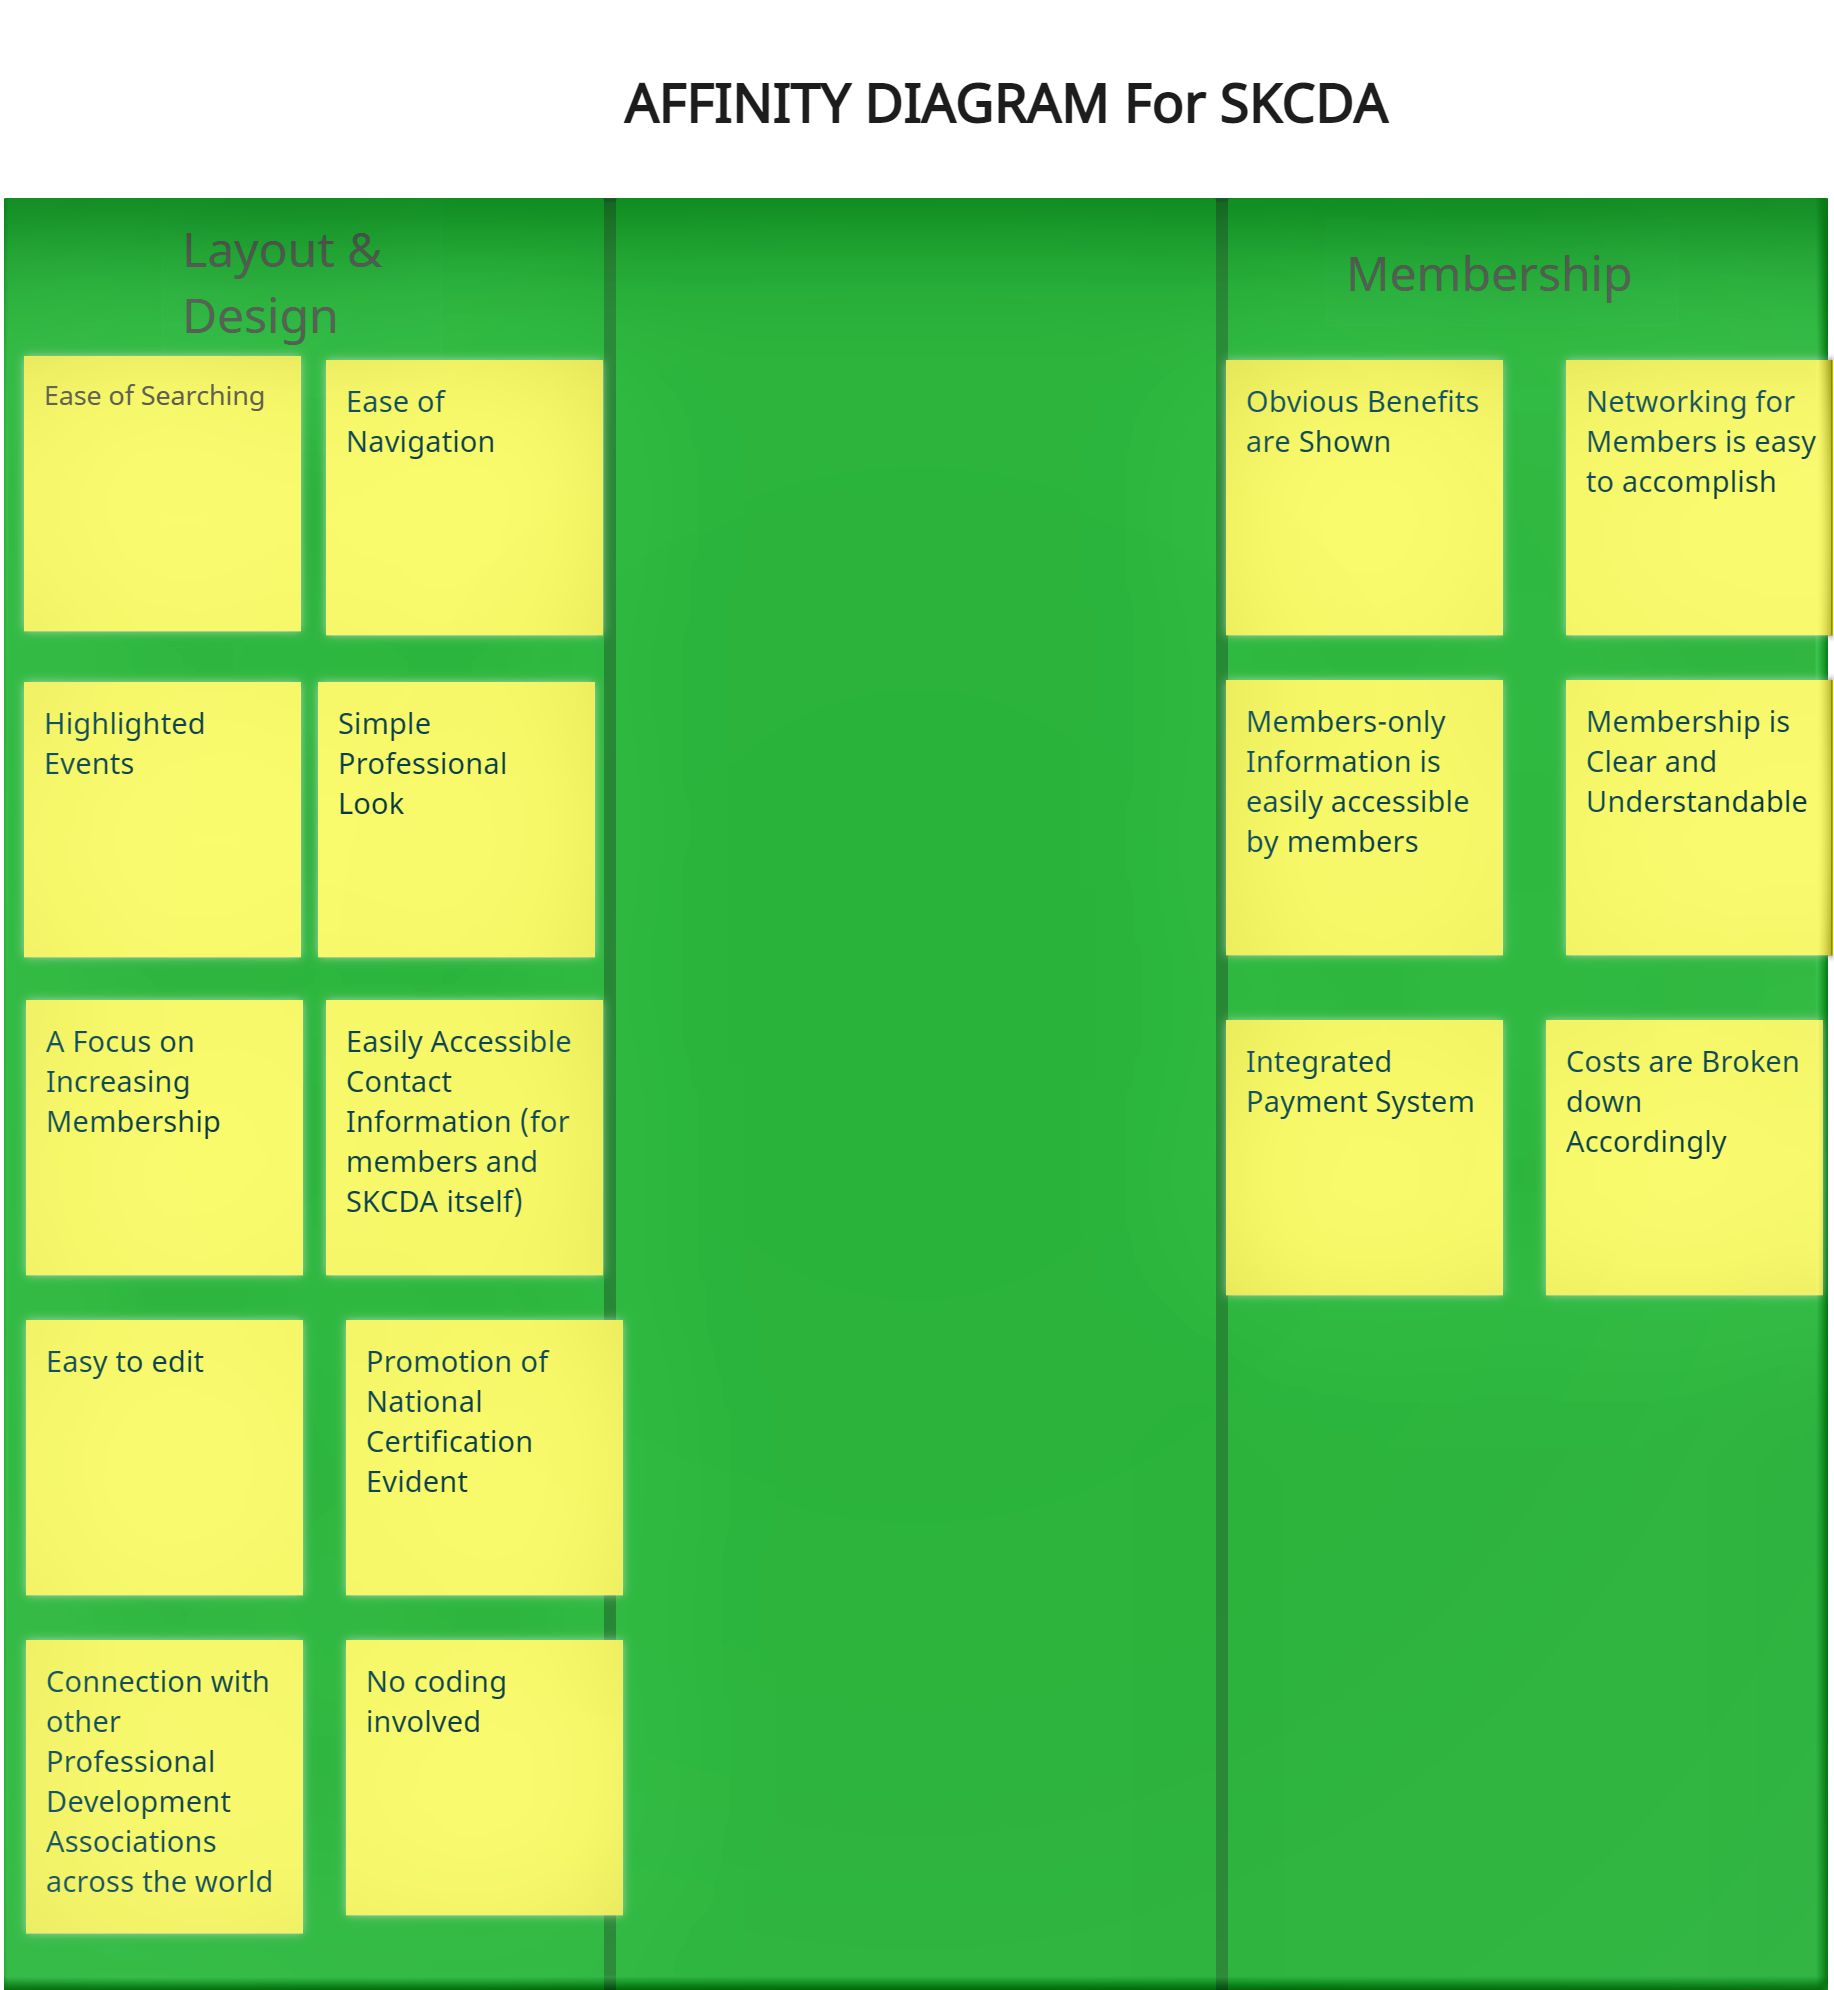 AFFINITY DIAGRAM For SKCDA
Layout &
Design
Ease of Searching
Ease of
Navigation
Highlighted
Events
Simple
Professional
Look
A Focus on
Increasing
Membership
Easily Accessible
Contact
Information (for
members and
SKCDA itself)
Easy to edit
Promotion of
National
Certification
Evident
Connection with
other
Professional
Development
Associations
across the world
No coding
involved
Membership
Obvious Benefits
are Shown
Networking for
Members is easy
to accomplish
Members-only
Information is
easily accessible
by members
Membership is
Clear and
Understandable
Integrated
Payment System
Costs are Broken
down
Accordingly